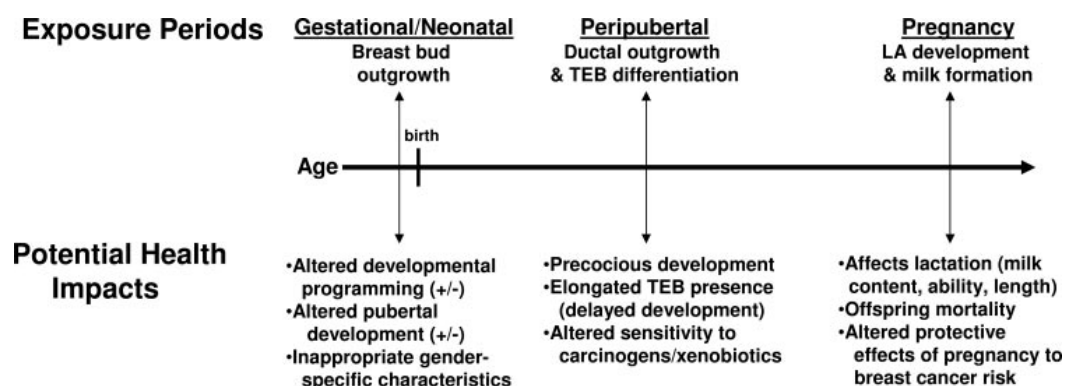 Exposure Periods
Gestational/Neonatal
Breast bud
outgrowth
Peripubertal
Ductal outgrowth
& TEB differentiation
Pregnancy
LA development
& milk formation
birth
Age
Potential Health
Impacts
•Altered developmental
programming (+/-)
•Altered pubertal
development (+/-)
•Inappropriate gender-
specific characteristics
•Precocious development
•Elongated TEB presence
(delayed development)
•Altered sensitivity to
carcinogens/xenobiotics
•Affects lactation (milk
content, ability, length)
•Offspring mortality
•Altered protective
effects of pregnancy to
breast cancer risk